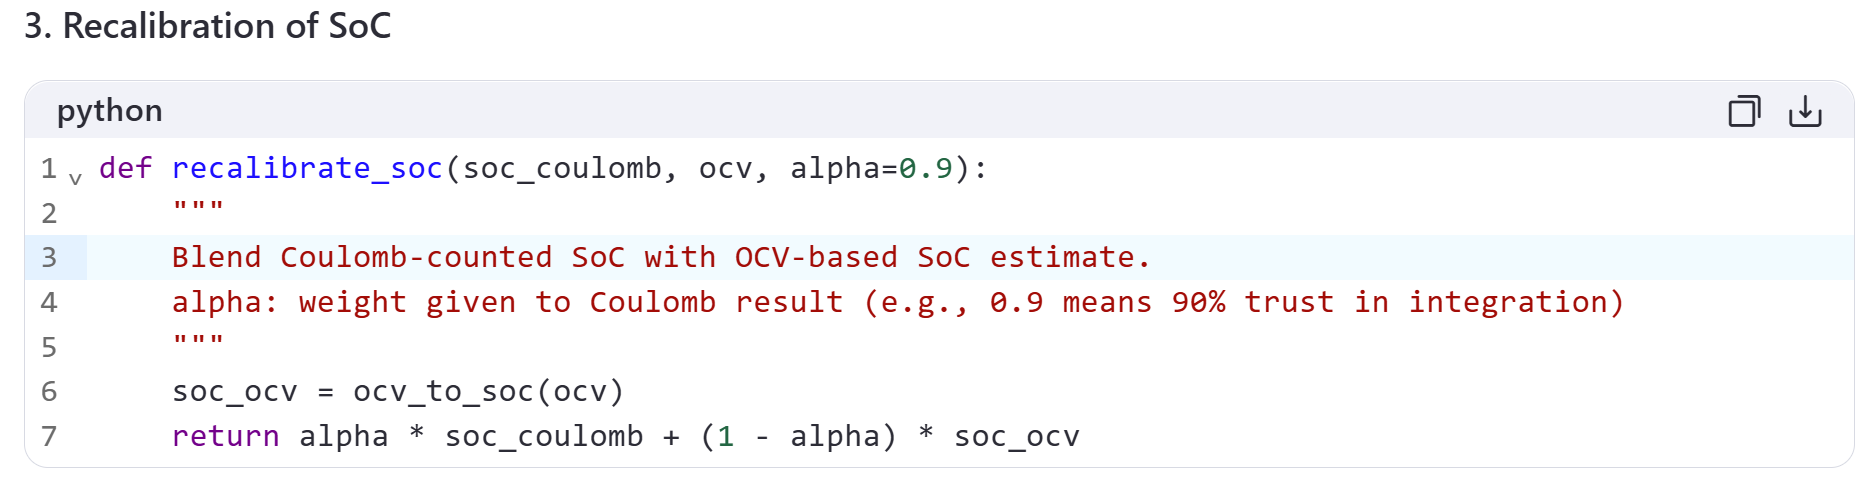 3. Recalibration of SoC
python
1 def recalibrate_soc(soc_coulomb, ocv, alpha=0.9):
2 """
3 Blend Coulomb-counted SoC with OCV-based SoC estimate.
4 alpha: weight given to Coulomb result (e.g., 0.9 means 90% trust in integration)
5 """
6 soc_ocv = ocv_to_soc(ocv)
7 return alpha * soc_coulomb + (1 - alpha) * soc_ocv